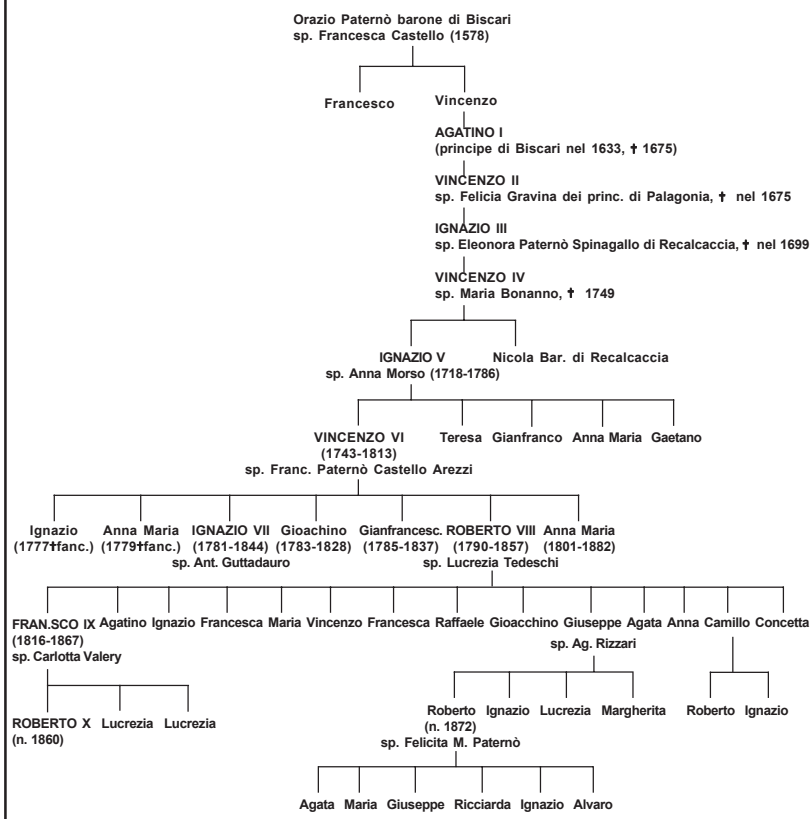 Orazio Paternò barone di Biscari
sp. Francesca Castello (1578)
Francesco Vincenzo
AGATINO I
(principe di Biscari nel 1633, ✝ 1675)
VINCENZO II
sp. Felicia Gravina dei princ. di Palagonia, ✝ nel 1675
IGNAZIO III
sp. Eleonora Paternò Spinagallo di Recalcaccia, ✝ nel 1699
VINCENZO IV
sp. Maria Bonanno, ✝ 1749
IGNAZIO V Nicola Bar. di Recalcaccia
sp. Anna Morso (1718-1786)
VINCENZO VI Teresa Gianfranco Anna Maria Gaetano
(1743-1813)
sp. Franc. Paternò Castello Arezzi
Ignazio Anna Maria IGNAZIO VII Gioachino Gianfrancesc. ROBERTO VIII Anna Maria
(1777✝fanc.) (1779✝fanc.) (1781-1844) (1783-1828) (1785-1837) (1790-1857) (1801-1882)
sp. Ant. Guttadauro sp. Lucrezia Tedeschi
FRAN.SCO IX Agatino Ignazio Francesca Maria Vincenzo Francesca Raffaele Gioacchino Giuseppe Agata Anna Camillo Concetta
(1816-1867) sp. Ag. Rizzari
sp. Carlotta Valery
Roberto Ignazio Lucrezia Margherita Roberto Ignazio
ROBERTO X Lucrezia Lucrezia (n. 1872)
(n. 1860) sp. Felicita M. Paternò
Agata Maria Giuseppe Ricciarda Ignazio Alvaro